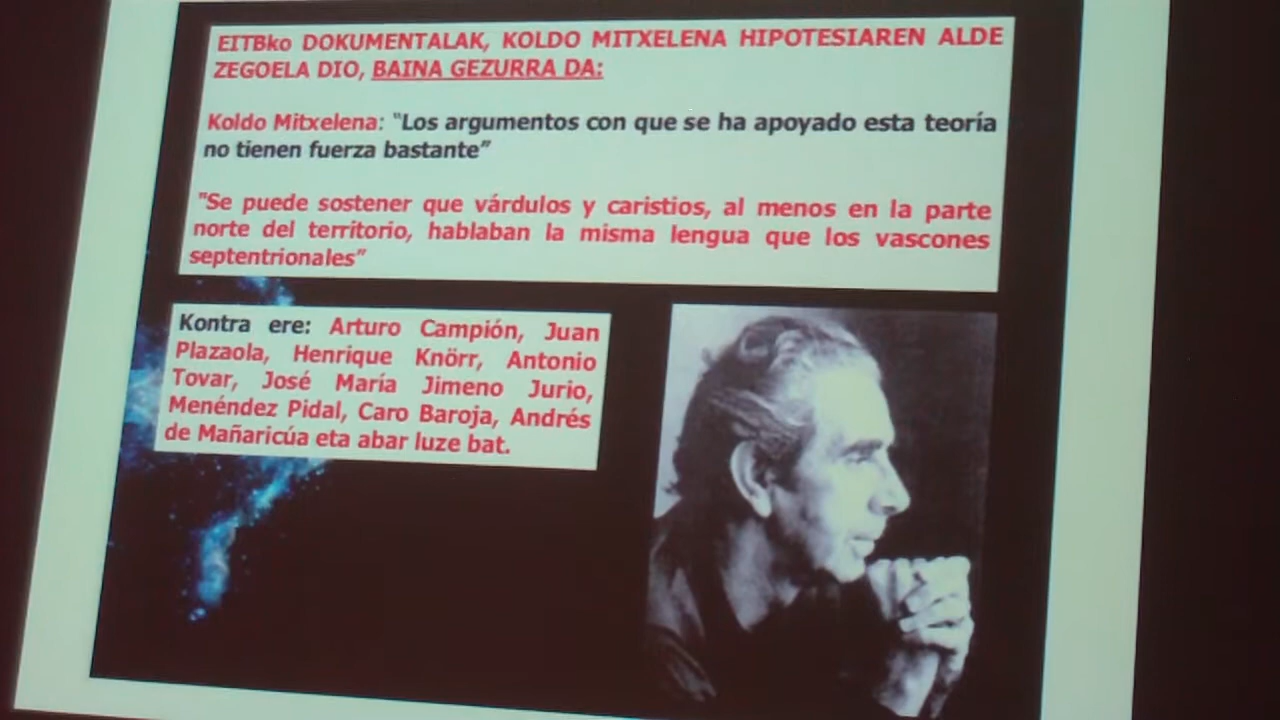 EITBko DOKUMENTALAK, KOLDO MITXELENA HIPOTESIAREN ALDE
ZEGOELA DIO, BAINA GEZURRA DA:
Koldo Mitxelena: “Los argumentos con que se ha apoyado esta teoría
no tienen fuerza bastante”
"Se puede sostener que várdulos y caristios, al menos en la parte
norte del territorio, hablaban la misma lengua que los vascones
septentrionales”
Kontra ere: Arturo Campión, Juan
Plazaola, Henrique Knörr, Antonio
Tovar, José María Jimeno Jurio,
Menéndez Pidal, Caro Baroja, Andrés
de Mañaricúa eta abar luze bat.